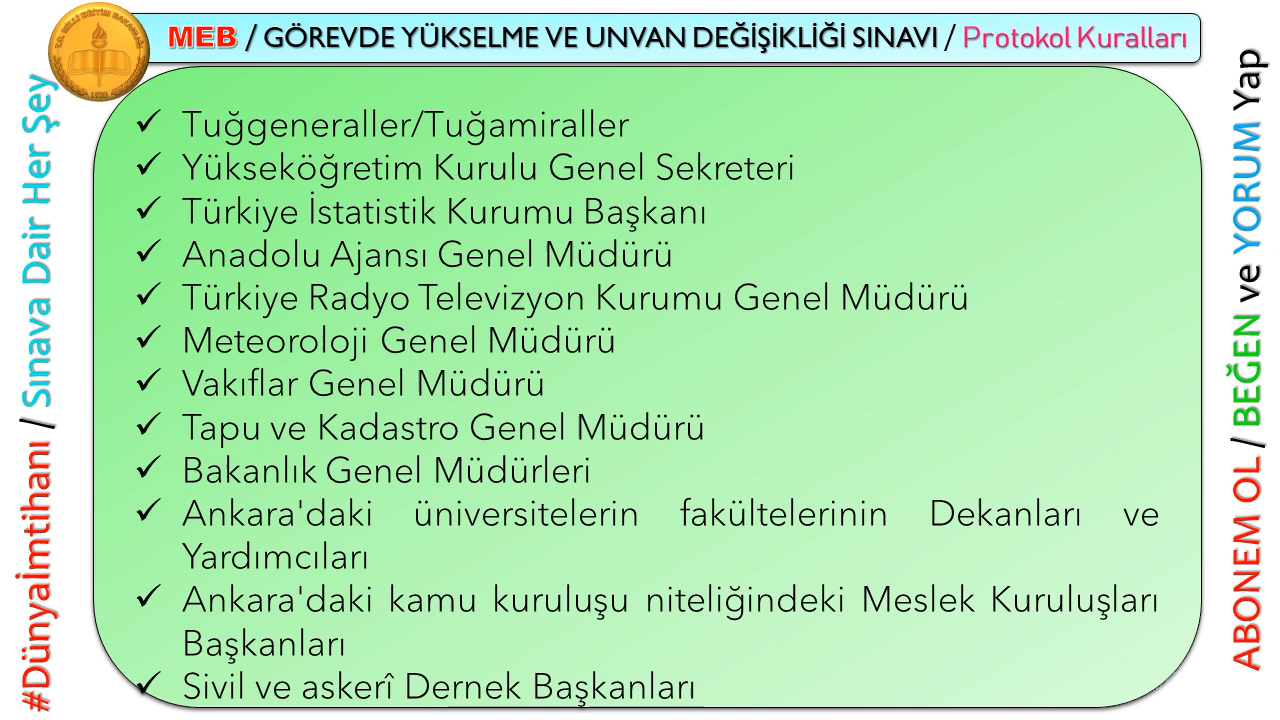 MEB / GÖREVDE YÜKSELME VE UNVAN DEĞİŞİKLİĞİ SINAVI / Protokol Kuralları
#Dünyaİmtihanı / Sınava Dair Her Şey
✓ Tuğgeneraller/Tuğamiraller
✓ Yükseköğretim Kurulu Genel Sekreteri
✓ Türkiye İstatistik Kurumu Başkanı
✓ Anadolu Ajansı Genel Müdürü
✓ Türkiye Radyo Televizyon Kurumu Genel Müdürü
✓ Meteoroloji Genel Müdürü
✓ Vakıflar Genel Müdürü
✓ Tapu ve Kadastro Genel Müdürü
✓ Bakanlık Genel Müdürleri
✓ Ankara'daki üniversitelerin fakültelerinin Dekanları ve
Yardımcıları
✓ Ankara'daki kamu kuruluşu niteliğindeki Meslek Kuruluşları
Başkanları
✓ Sivil ve askerî Dernek Başkanları
ABONEM OL / BEĞEN ve YORUM Yap